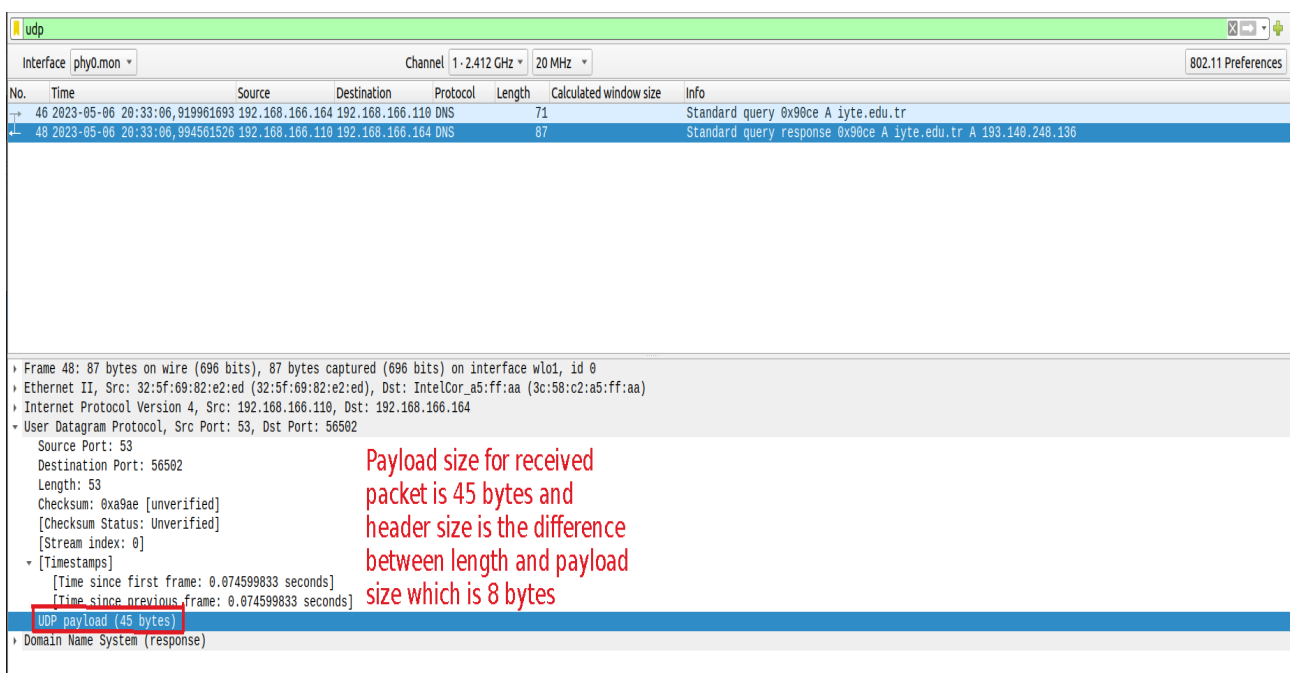 udp
Interface phy0.mon Channel 1 · 2.412 GHz 20 MHz 802.11 Preferences
No. Time Source Destination Protocol Length Calculated window size Info
46 2023-05-06 20:33:06,919961693 192.168.166.164 192.168.166.110 DNS 71 Standard query 0x90ce A iyte.edu.tr
48 2023-05-06 20:33:06,994561526 192.168.166.110 192.168.166.164 DNS 87 Standard query response 0x90ce A iyte.edu.tr A 193.140.248.136
Frame 48: 87 bytes on wire (696 bits), 87 bytes captured (696 bits) on interface wlo1, id 0
Ethernet II, Src: 32:5f:69:82:e2:ed (32:5f:69:82:e2:ed), Dst: IntelCor_a5:ff:aa (3c:58:c2:a5:ff:aa)
Internet Protocol Version 4, Src: 192.168.166.110, Dst: 192.168.166.164
User Datagram Protocol, Src Port: 53, Dst Port: 56502
Source Port: 53
Destination Port: 56502
Length: 53
Checksum: 0xa9ae [unverified]
[Checksum Status: Unverified]
[Stream index: 0]
[Timestamps]
[Time since first frame: 0.074599833 seconds]
[Time since previous frame: 0.074599833 seconds]
UDP payload (45 bytes)
Domain Name System (response)
Payload size for received
packet is 45 bytes and
header size is the difference
between length and payload
size which is 8 bytes